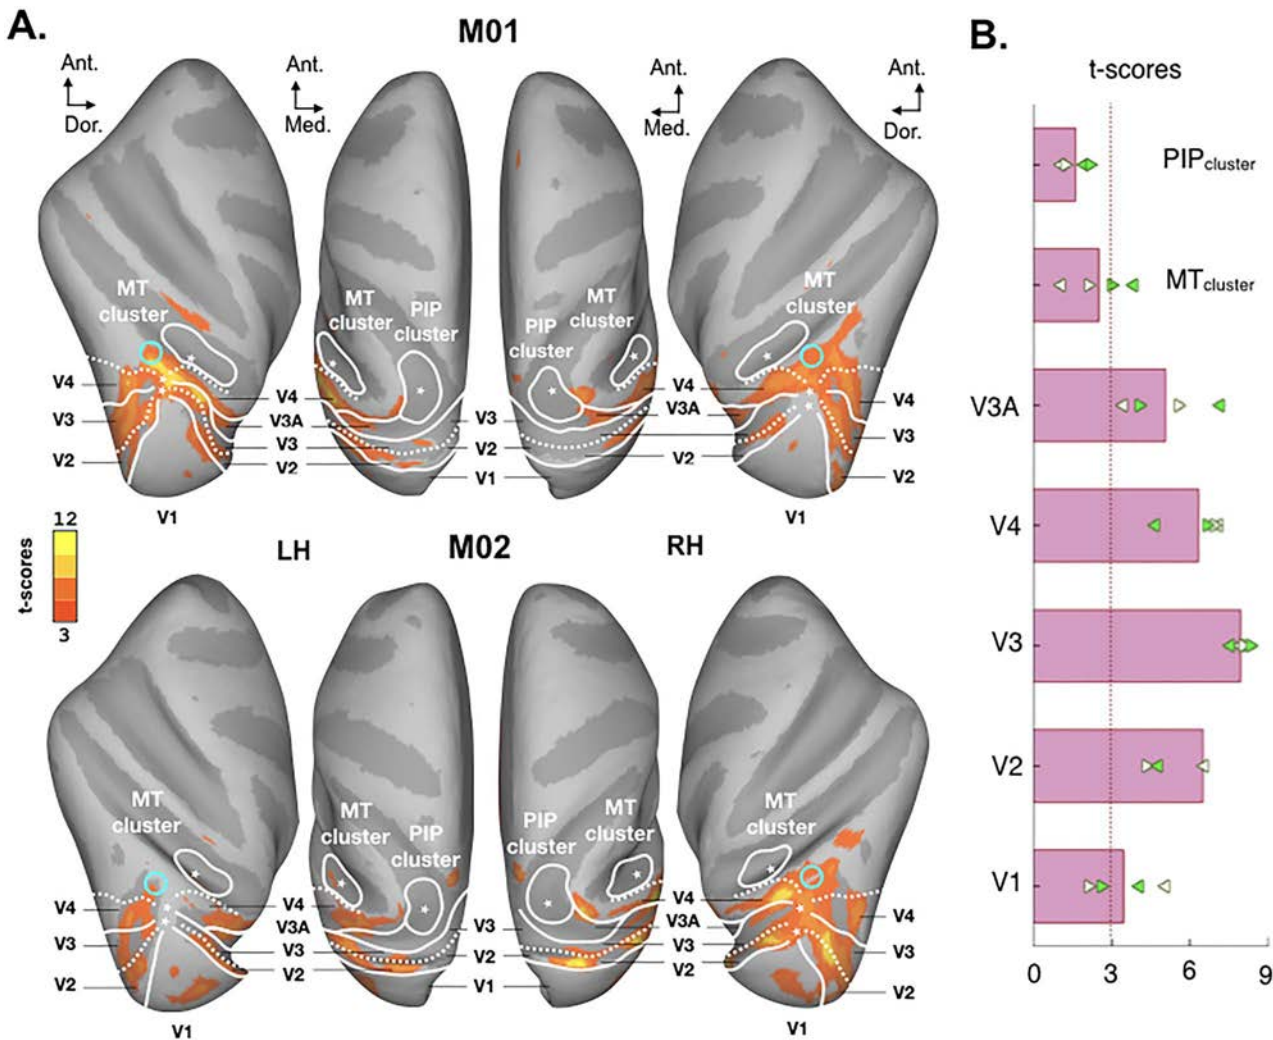 A.
M01
B.
Ant.
Dor.
Ant.
Med.
Ant.
Med.
Ant.
Dor.
MT
cluster
MT
cluster
PIP
cluster
PIP
cluster
MT
cluster
MT
cluster
V4
V3
V2
V1
V4
V3A
V3
V2
V3
V2
V1
V4
V3A
V2
V4
V3
V2
V1
12
t-scores
3
LH
M02
RH
MT
cluster
MT
cluster
PIP
cluster
PIP
cluster
MT
cluster
MT
cluster
V4
V3
V2
V1
V4
V3A
V3
V2
V3
V2
V1
V4
V3A
V3
V2
V4
V3
V2
V1
t-scores
PIPcluster
MTcluster
V3A
V4
V3
V2
V1
0 3 6 9